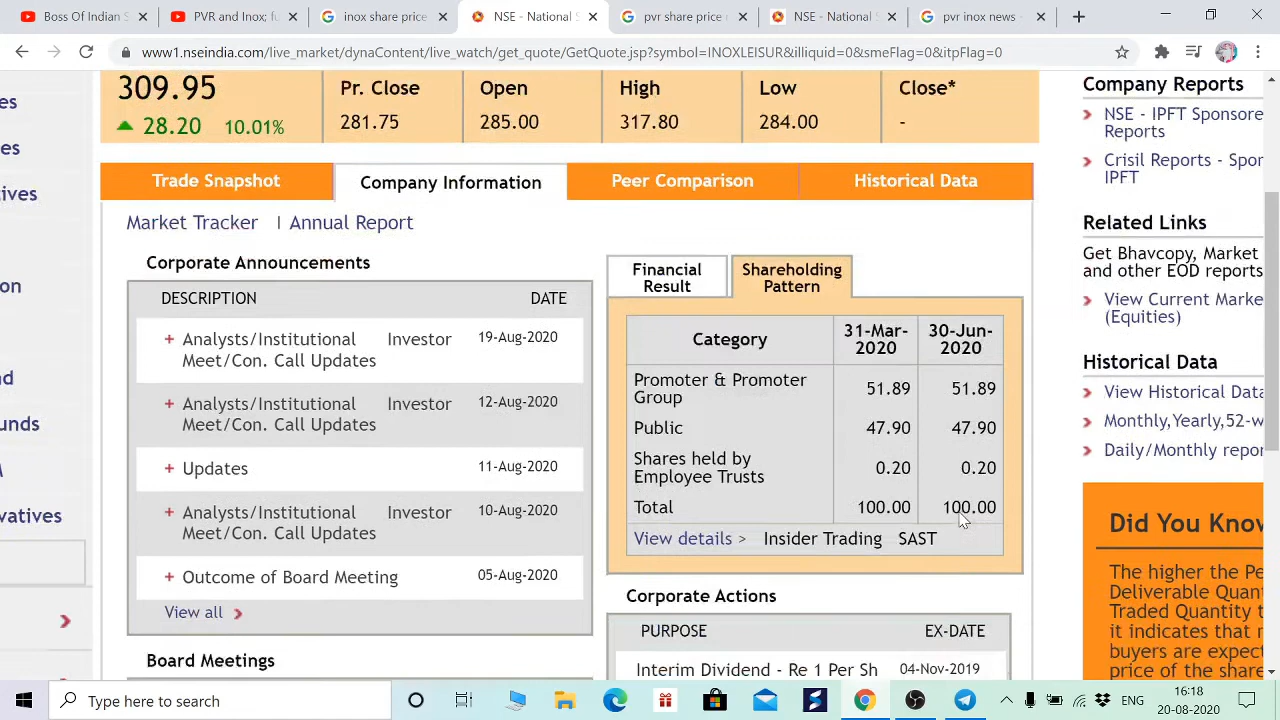 Boss Of Indian S
PVR and Inox: fu
inox share price
NSE - National S
pvr share price
NSE - National
pvr inox news
www1.nseindia.com/live_market/dynaContent/live_watch/get_quote/GetQuote.jsp?symbol=INOXLEISUR&illiquid=0&smeFlag=0&itpFlag=0
309.95
28.20 10.01%
Pr. Close
281.75
Open
285.00
High
317.80
Low
284.00
Close*
-
Trade Snapshot
Company Information
Peer Comparison
Historical Data
Market Tracker | Annual Report
Corporate Announcements
DESCRIPTION DATE
+ Analysts/Institutional Investor 19-Aug-2020
Meet/Con. Call Updates
+ Analysts/Institutional Investor 12-Aug-2020
Meet/Con. Call Updates
+ Updates 11-Aug-2020
+ Analysts/Institutional Investor 10-Aug-2020
Meet/Con. Call Updates
+ Outcome of Board Meeting 05-Aug-2020
View all
Board Meetings
Financial
Result
Shareholding
Pattern
Category 31-Mar-2020 30-Jun-2020
Promoter & Promoter
Group 51.89 51.89
Public 47.90 47.90
Shares held by
Employee Trusts 0.20 0.20
Total 100.00 100.00
View details > Insider Trading SAST
Corporate Actions
PURPOSE EX-DATE
Interim Dividend - Re 1 Per Sh 04-Nov-2019
Company Reports
NSE - IPFT Sponsore
Reports
Crisil Reports - Spor
IPFT
Related Links
Get Bhavcopy, Market
and other EOD reports
View Current Marke
(Equities)
Historical Data
View Historical Data
Monthly,Yearly,52-w
Daily/Monthly repor
Did You Know
The higher the Pe
Deliverable Quan
Traded Quantity t
it indicates that
buyers are expec
price of the share
es
es
tives
on
d
unds
vatives
Type here to search
ENG
16:18
20-08-2020